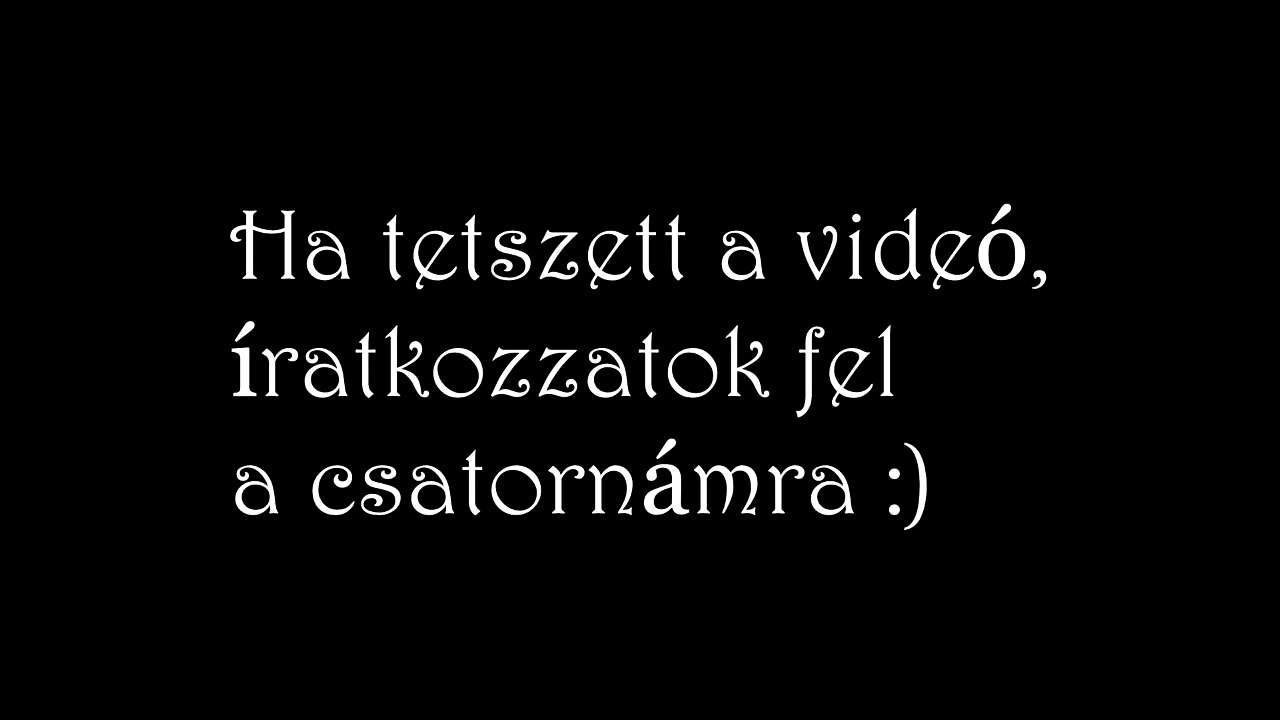 Ha tetszett a videó,
íratkozzatok fel
a csatornámra :)